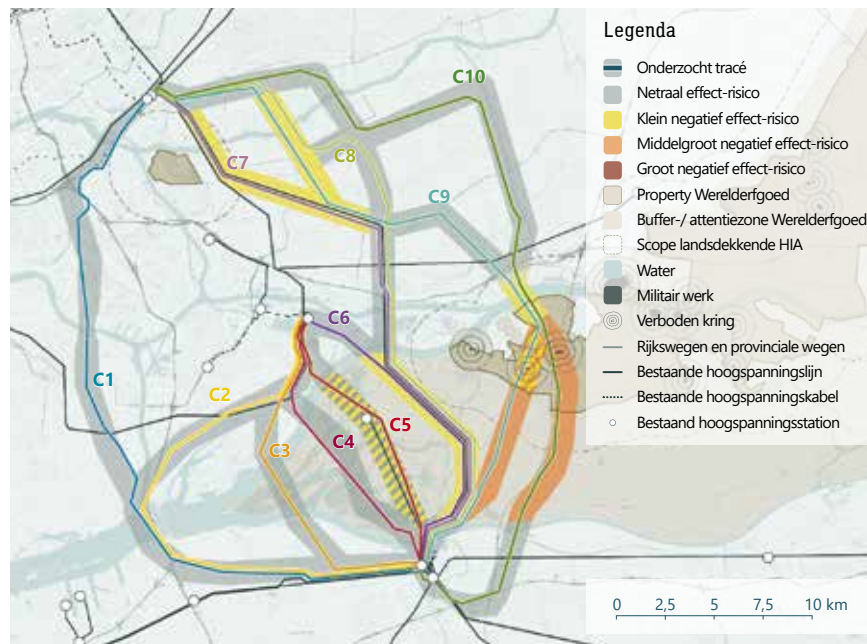 Legenda
Onderzocht tracé
Netraal effect-risico
Klein negatief effect-risico
Middelgroot negatief effect-risico
Groot negatief effect-risico
Property Werelderfgoed
Buffer-/ attentiezone Werelderfgoed
Scope landsdekkende HIA
Water
Militair werk
Verboden kring
Rijkswegen en provinciale wegen
Bestaande hoogspanningslijn
Bestaande hoogspanningskabel
Bestaand hoogspanningsstation
C10
C8
C7
C9
C6
C1
C2
C5
C4
C3
0 2,5 5 7,5 10 km